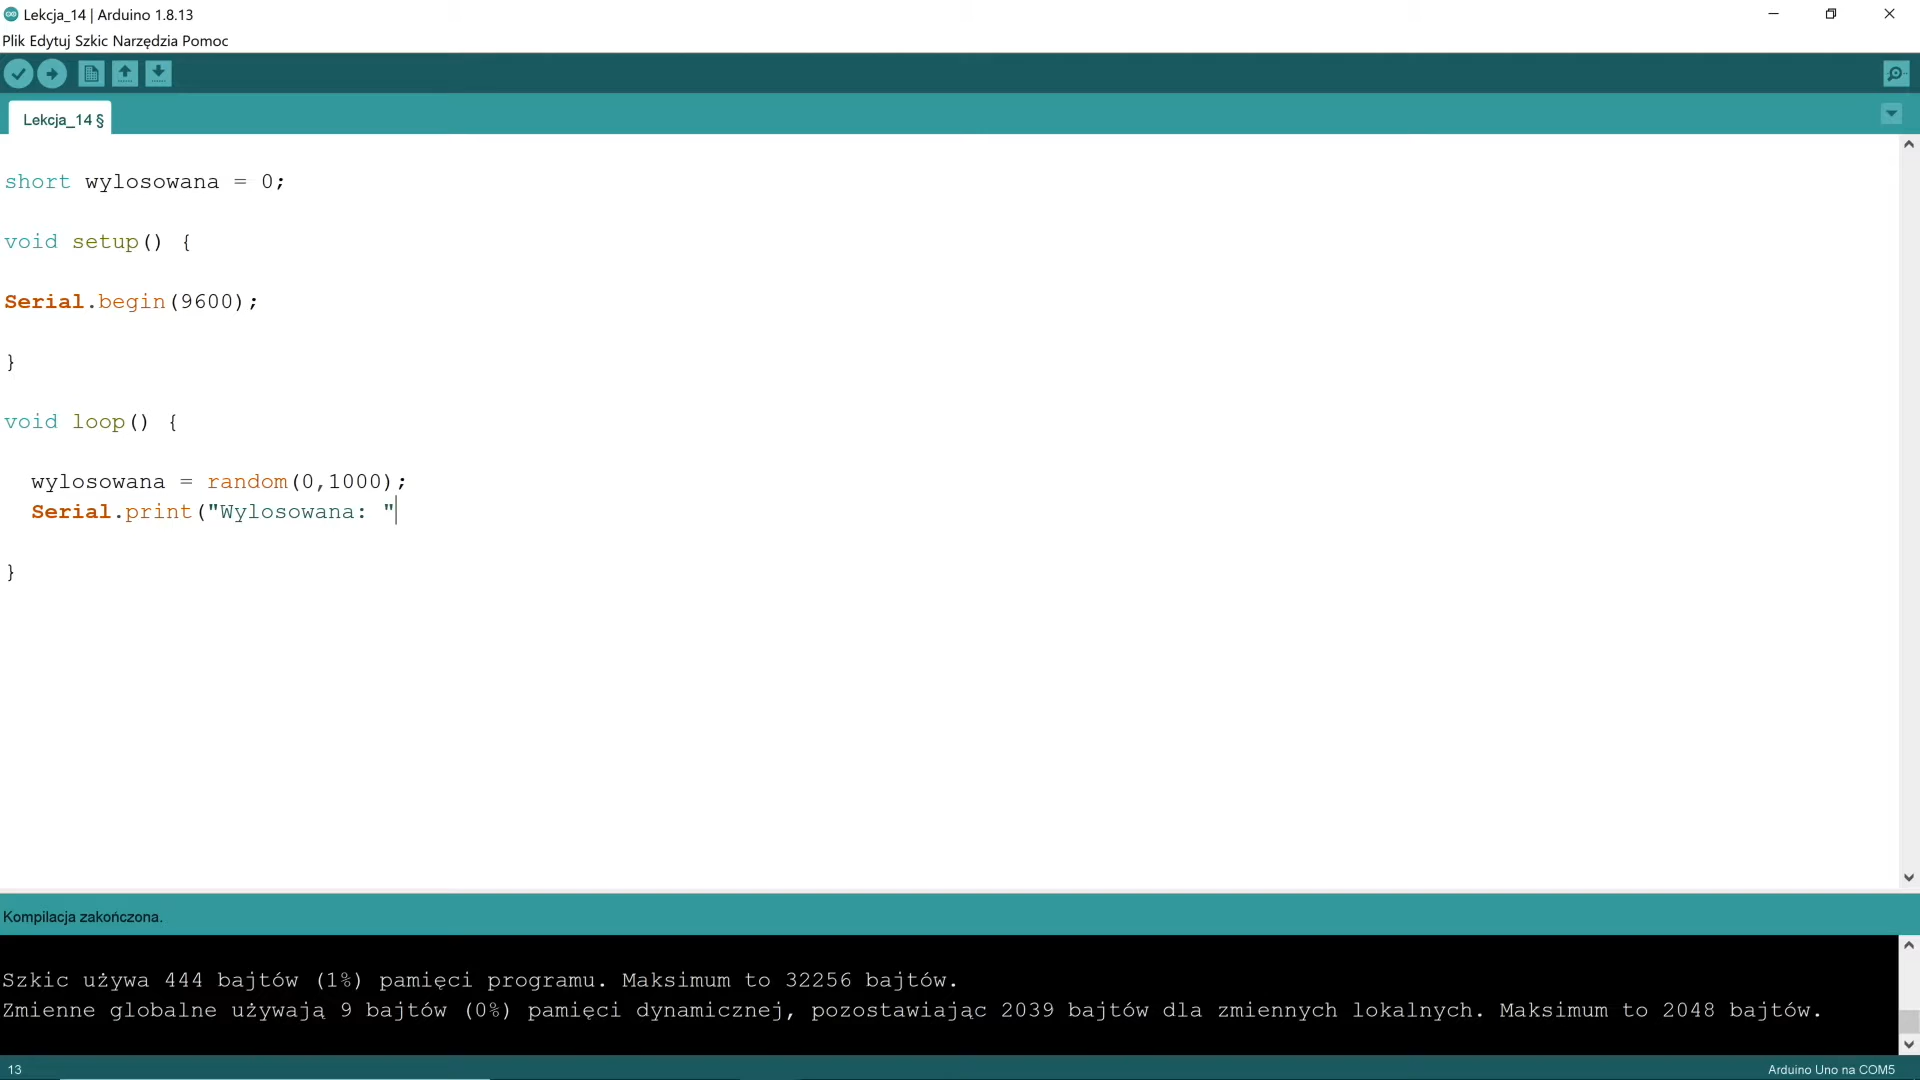 Lekcja_14 | Arduino 1.8.13
Plik Edytuj Szkic Narzędzia Pomoc
Lekcja_14 §
short wylosowana = 0;
void setup() {
Serial.begin(9600);
}
void loop() {
wylosowana = random(0,1000);
Serial.print("Wylosowana: "
}
Kompilacja zakończona.
Szkic używa 444 bajtów (1%) pamięci programu. Maksimum to 32256 bajtów.
Zmienne globalne używają 9 bajtów (0%) pamięci dynamicznej, pozostawiając 2039 bajtów dla zmiennych lokalnych. Maksimum to 2048 bajtów.
13
Arduino Uno na COM5